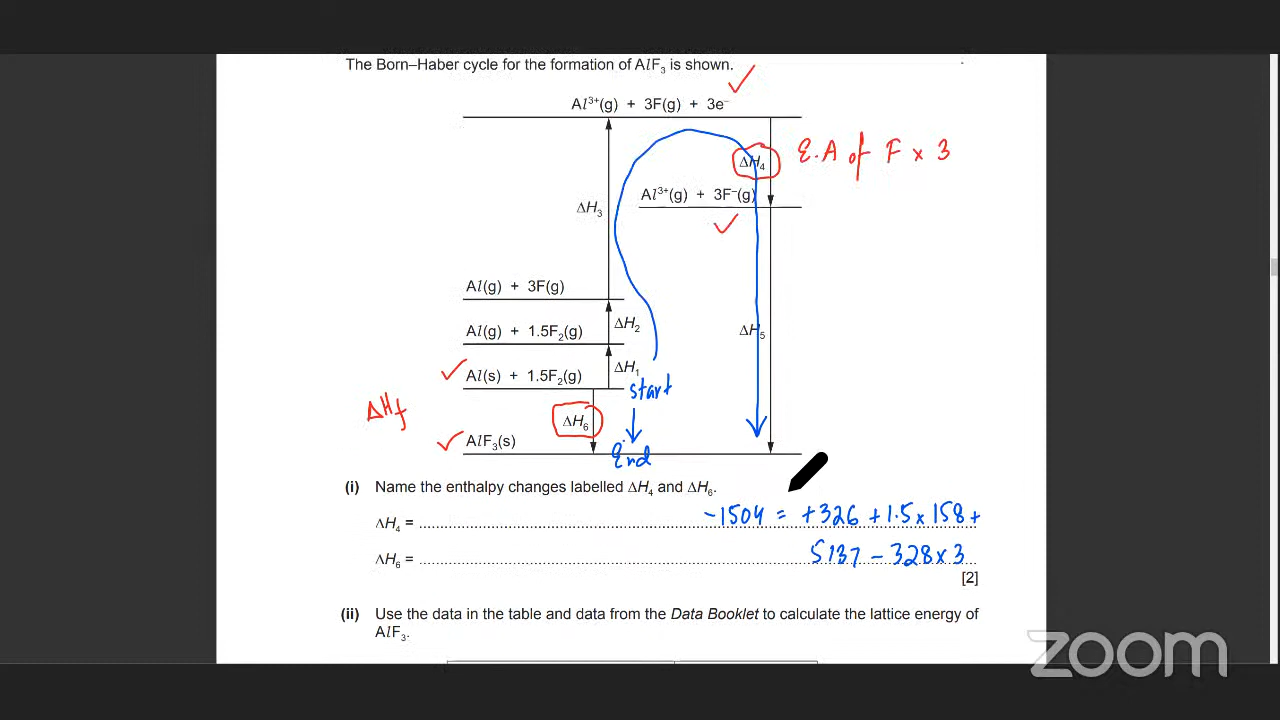 The Born–Haber cycle for the formation of AlF₃ is shown.
Al³⁺(g) + 3F(g) + 3e⁻
ΔH₄
E.A of F × 3
Al³⁺(g) + 3F⁻(g)
ΔH₃
Al(g) + 3F(g)
ΔH₂
Al(g) + 1.5F₂(g)
ΔH₅
ΔH₁
Al(s) + 1.5F₂(g)
start
ΔHf
ΔH₆
AlF₃(s)
End
(i) Name the enthalpy changes labelled ΔH₄ and ΔH₆.
ΔH₄ = ........................................ -1504 = +326 + 1.5 × 158 +
ΔH₆ = ........................................ 5137 - 328 × 3
[2]
(ii) Use the data in the table and data from the Data Booklet to calculate the lattice energy of
AlF₃.
zoom